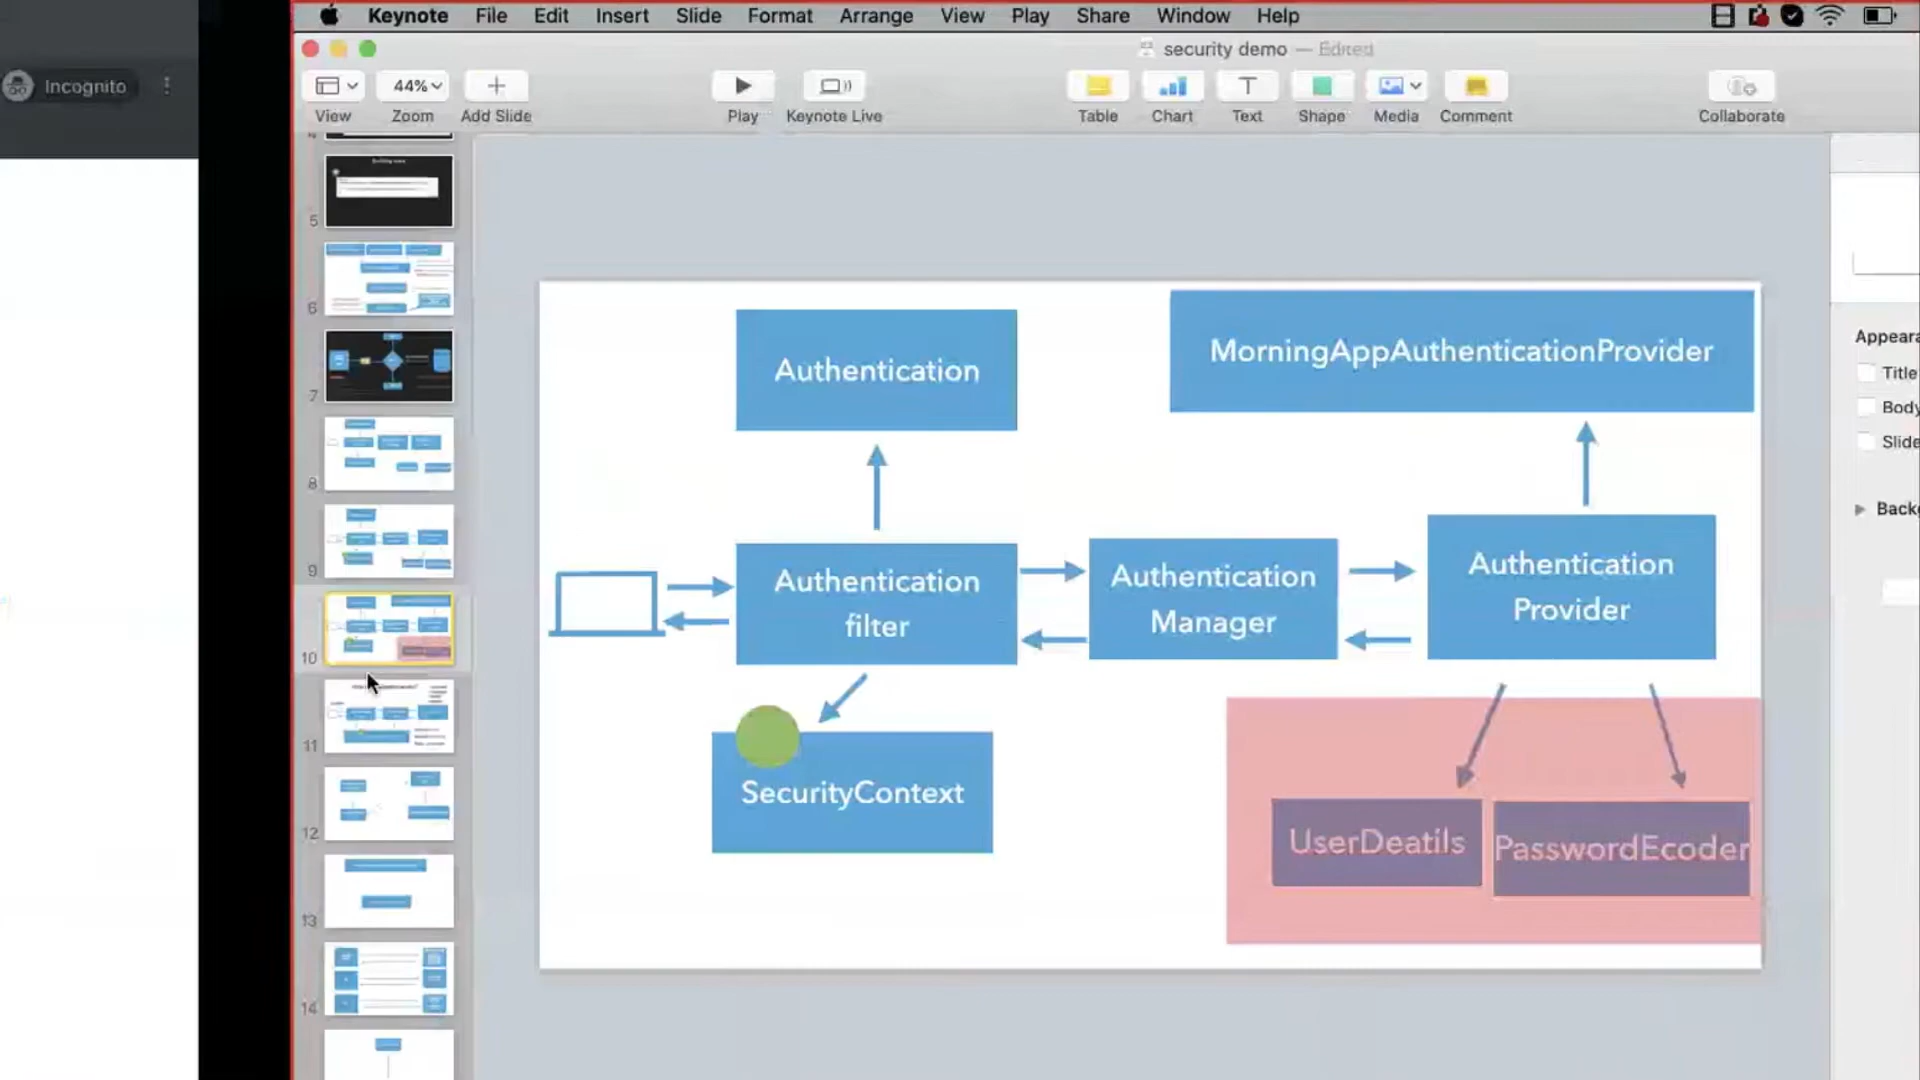 Keynote File Edit Insert Slide Format Arrange View Play Share Window Help
security demo — Edited
Incognito
44%
View Zoom Add Slide Play Keynote Live Table Chart Text Shape Media Comment Collaborate
5
6
7
8
9
10
11
12
13
14
Authentication
MorningAppAuthenticationProvider
Authentication
filter
Authentication
Manager
Authentication
Provider
SecurityContext
UserDeatils
PasswordEcoder
Appeara
Title
Body
Slide
Back